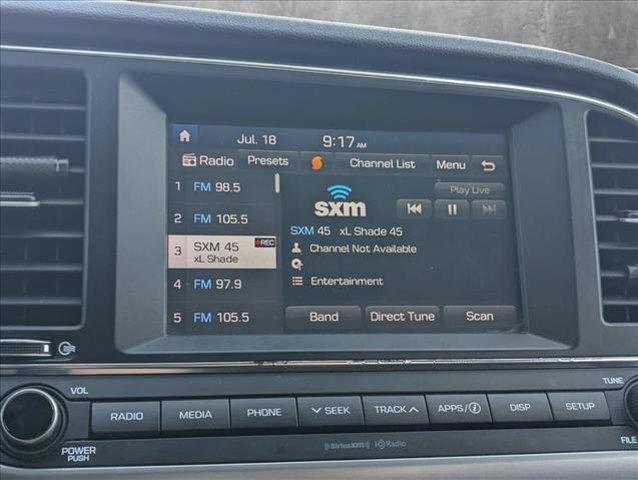 Jul. 18 9:17 AM
Radio Presets Channel List Menu
1 FM 98.5
Play Live
sxm
2 FM 105.5
SXM 45 xL Shade 45
3 SXM 45 REC
xL Shade
Channel Not Available
4 FM 97.9
Entertainment
5 FM 105.5
Band Direct Tune Scan
VOL
TUNE
RADIO MEDIA PHONE SEEK TRACK APPS/ DISP SETUP
POWER
PUSH
SiriusXM HD Radio
FILE